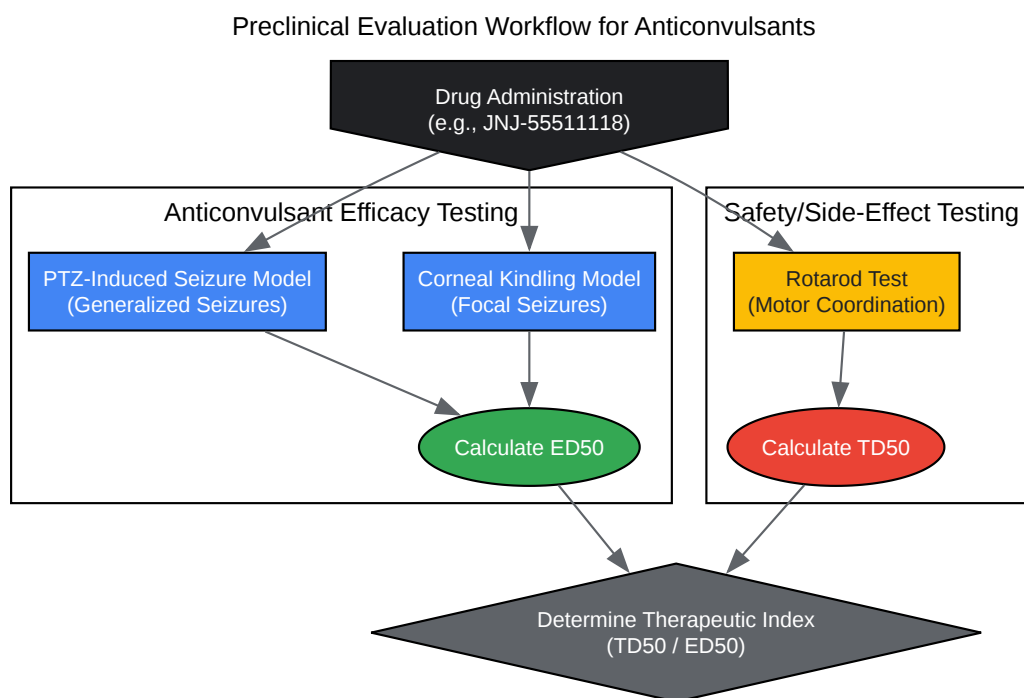 Preclinical Evaluation Workflow for Anticonvulsants
Drug Administration
(e.g., JNJ-55511118)
Anticonvulsant Efficacy Testing
Safety/Side-Effect Testing
PTZ-Induced Seizure Model
(Generalized Seizures)
Corneal Kindling Model
(Focal Seizures)
Rotarod Test
(Motor Coordination)
Calculate ED50
Calculate TD50
Determine Therapeutic Index
(TD50 / ED50)